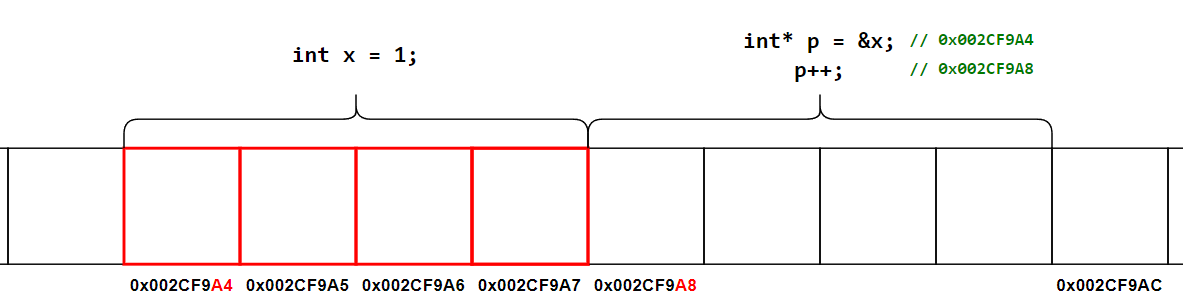 int x = 1;
int* p = &x; // 0x002CF9A4
p++; // 0x002CF9A8
0x002CF9A4 0x002CF9A5 0x002CF9A6 0x002CF9A7 0x002CF9A8 0x002CF9AC